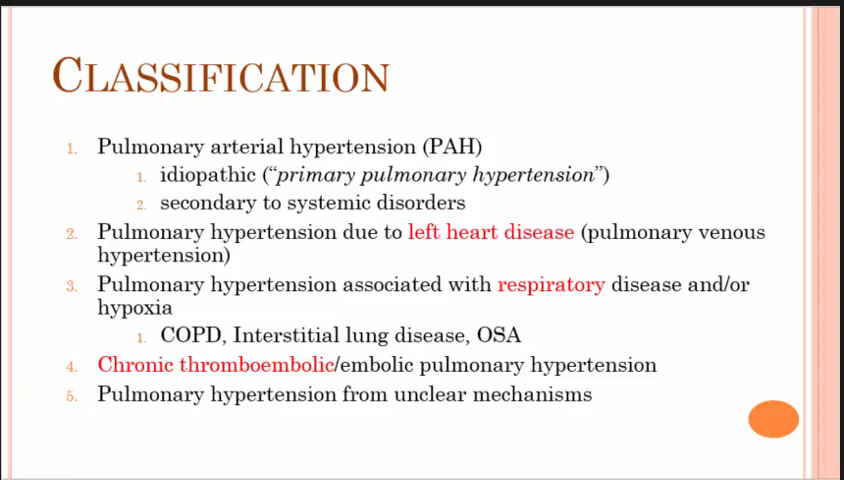 CLASSIFICATION
1. Pulmonary arterial hypertension (PAH)
1. idiopathic (“primary pulmonary hypertension”)
2. secondary to systemic disorders
2. Pulmonary hypertension due to left heart disease (pulmonary venous
hypertension)
3. Pulmonary hypertension associated with respiratory disease and/or
hypoxia
1. COPD, Interstitial lung disease, OSA
4. Chronic thromboembolic/embolic pulmonary hypertension
5. Pulmonary hypertension from unclear mechanisms